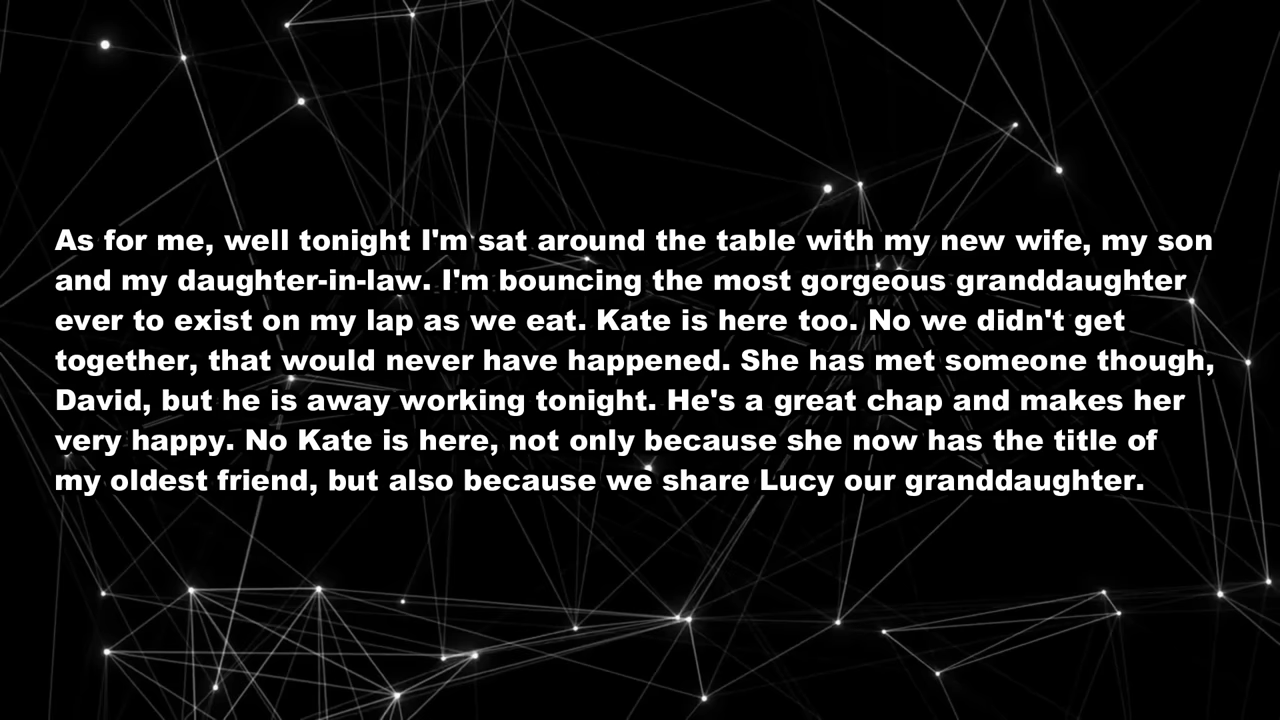 As for me, well tonight I'm sat around the table with my new wife, my son
and my daughter-in-law. I'm bouncing the most gorgeous granddaughter
ever to exist on my lap as we eat. Kate is here too. No we didn't get
together, that would never have happened. She has met someone though,
David, but he is away working tonight. He's a great chap and makes her
very happy. No Kate is here, not only because she now has the title of
my oldest friend, but also because we share Lucy our granddaughter.